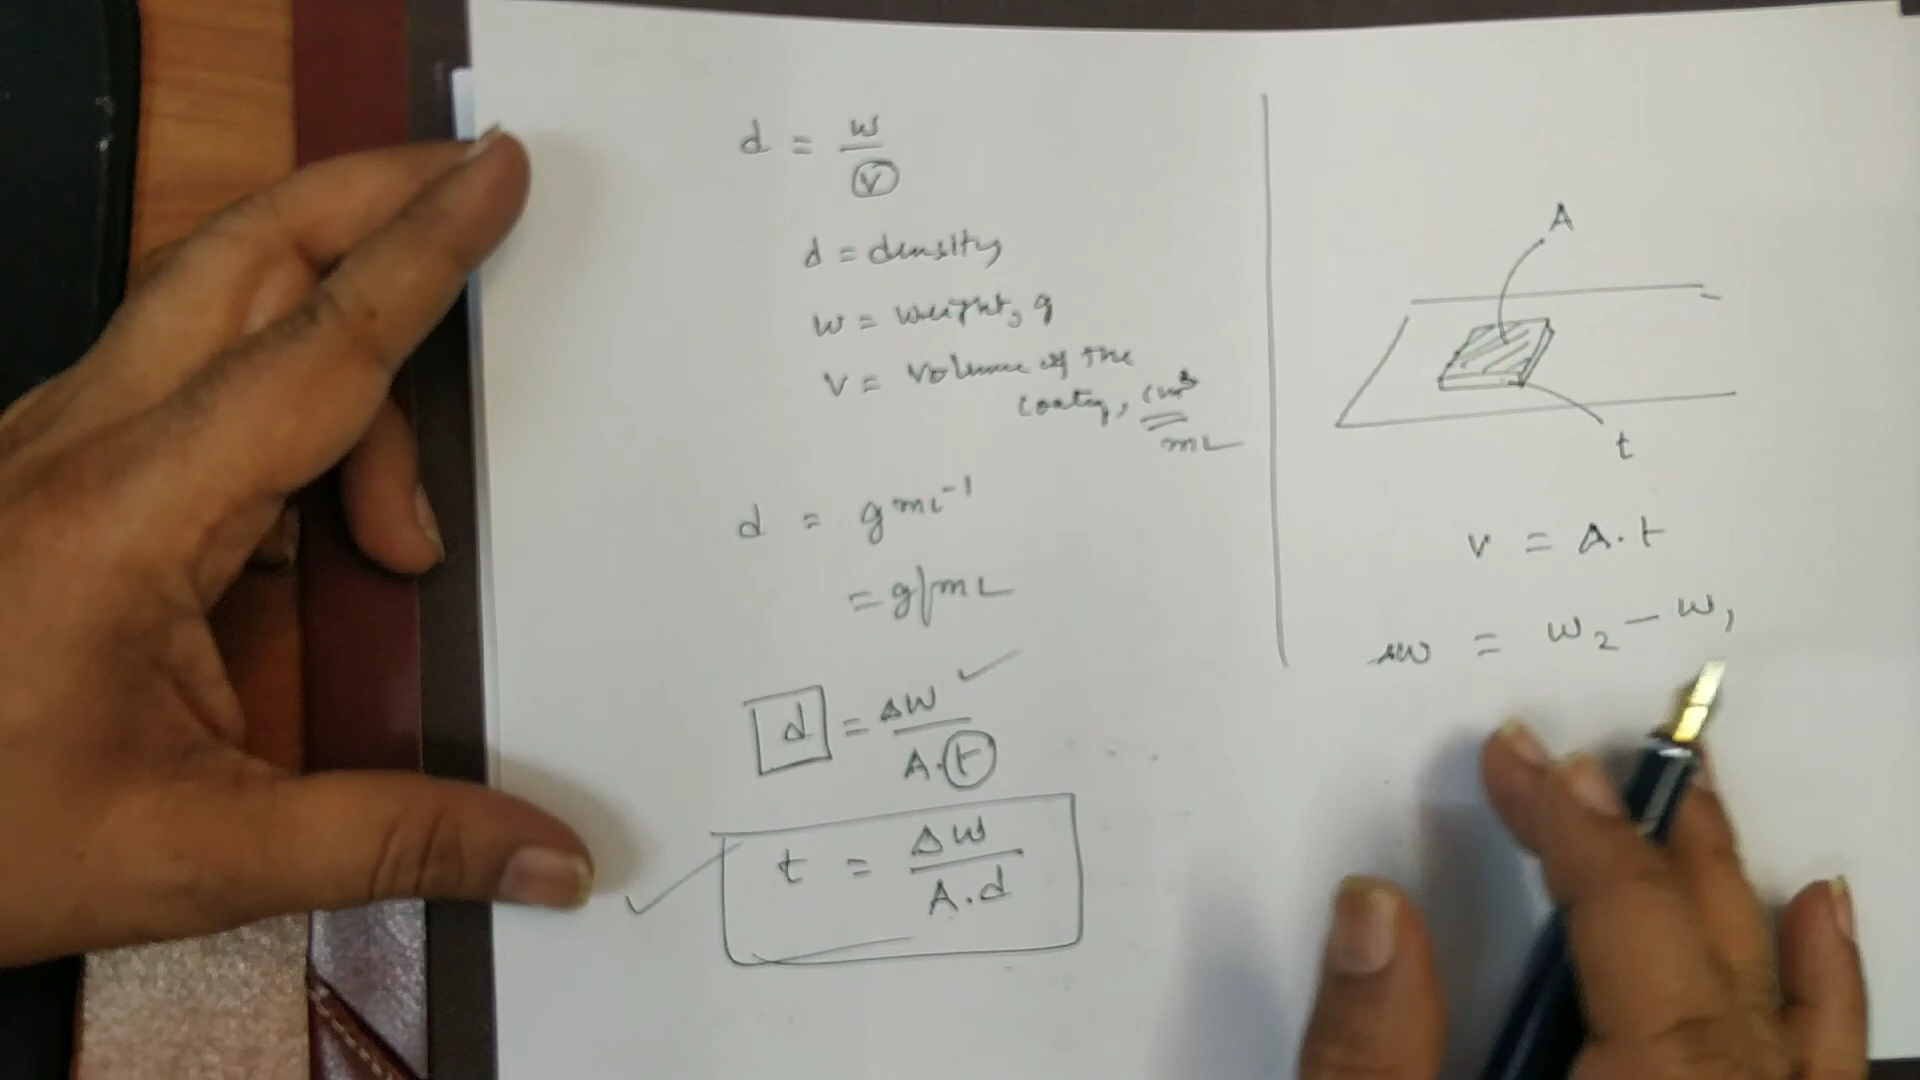 d = w/v
d = density
w = weight, g
v = volume of the
coating, cm³
mL
d = g mL⁻¹
= g/mL
d = Δw/A.t
t = Δw/A.d
A
t
v = A.t
Δw = w₂ - w₁